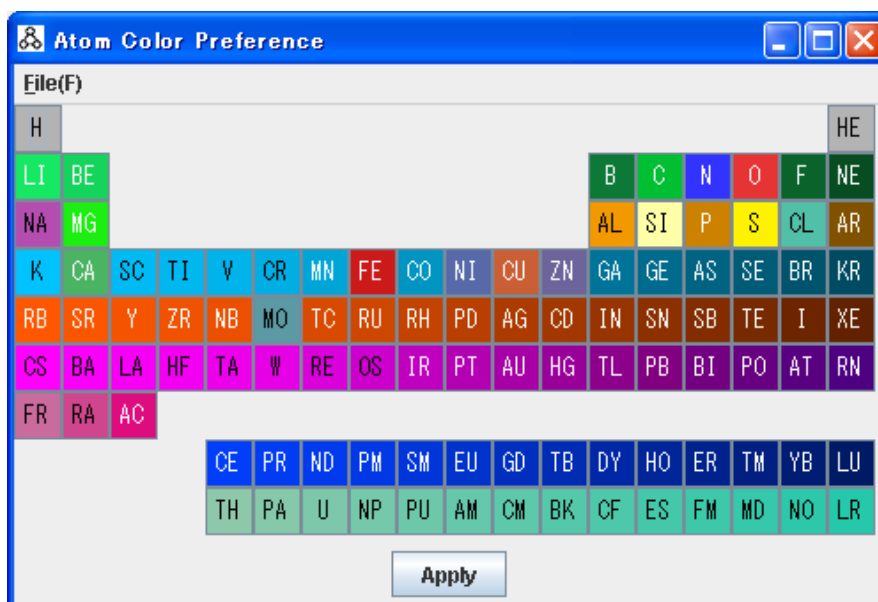 Atom Color Preference
File(F)
H HE
LI BE B C N O F NE
NA MG AL SI P S CL AR
K CA SC TI V CR MN FE CO NI CU ZN GA GE AS SE BR KR
RB SR Y ZR NB MO TC RU RH PD AG CD IN SN SB TE I XE
CS BA LA HF TA W RE OS IR PT AU HG TL PB BI PO AT RN
FR RA AC
CE PR ND PM SM EU GD TB DY HO ER TM YB LU
TH PA U NP PU AM CM BK CF ES FM MD NO LR
Apply